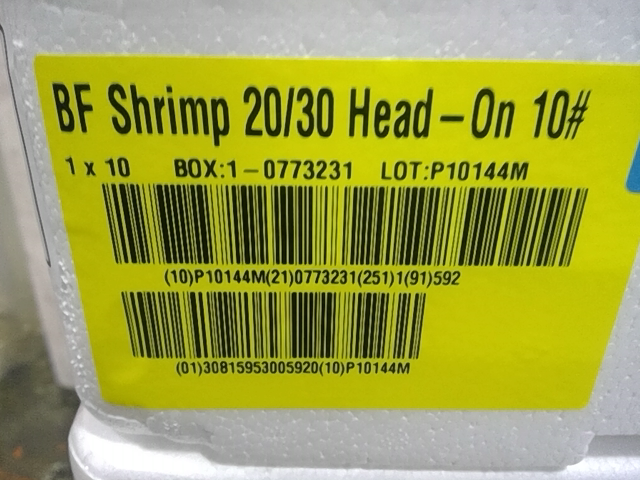 BF Shrimp 20/30 Head-On 10#
1 x 10 BOX:1-0773231 LOT:P10144M
(10)P10144M(21)0773231(251)1(91)592
(01)30815953005920(10)P10144M